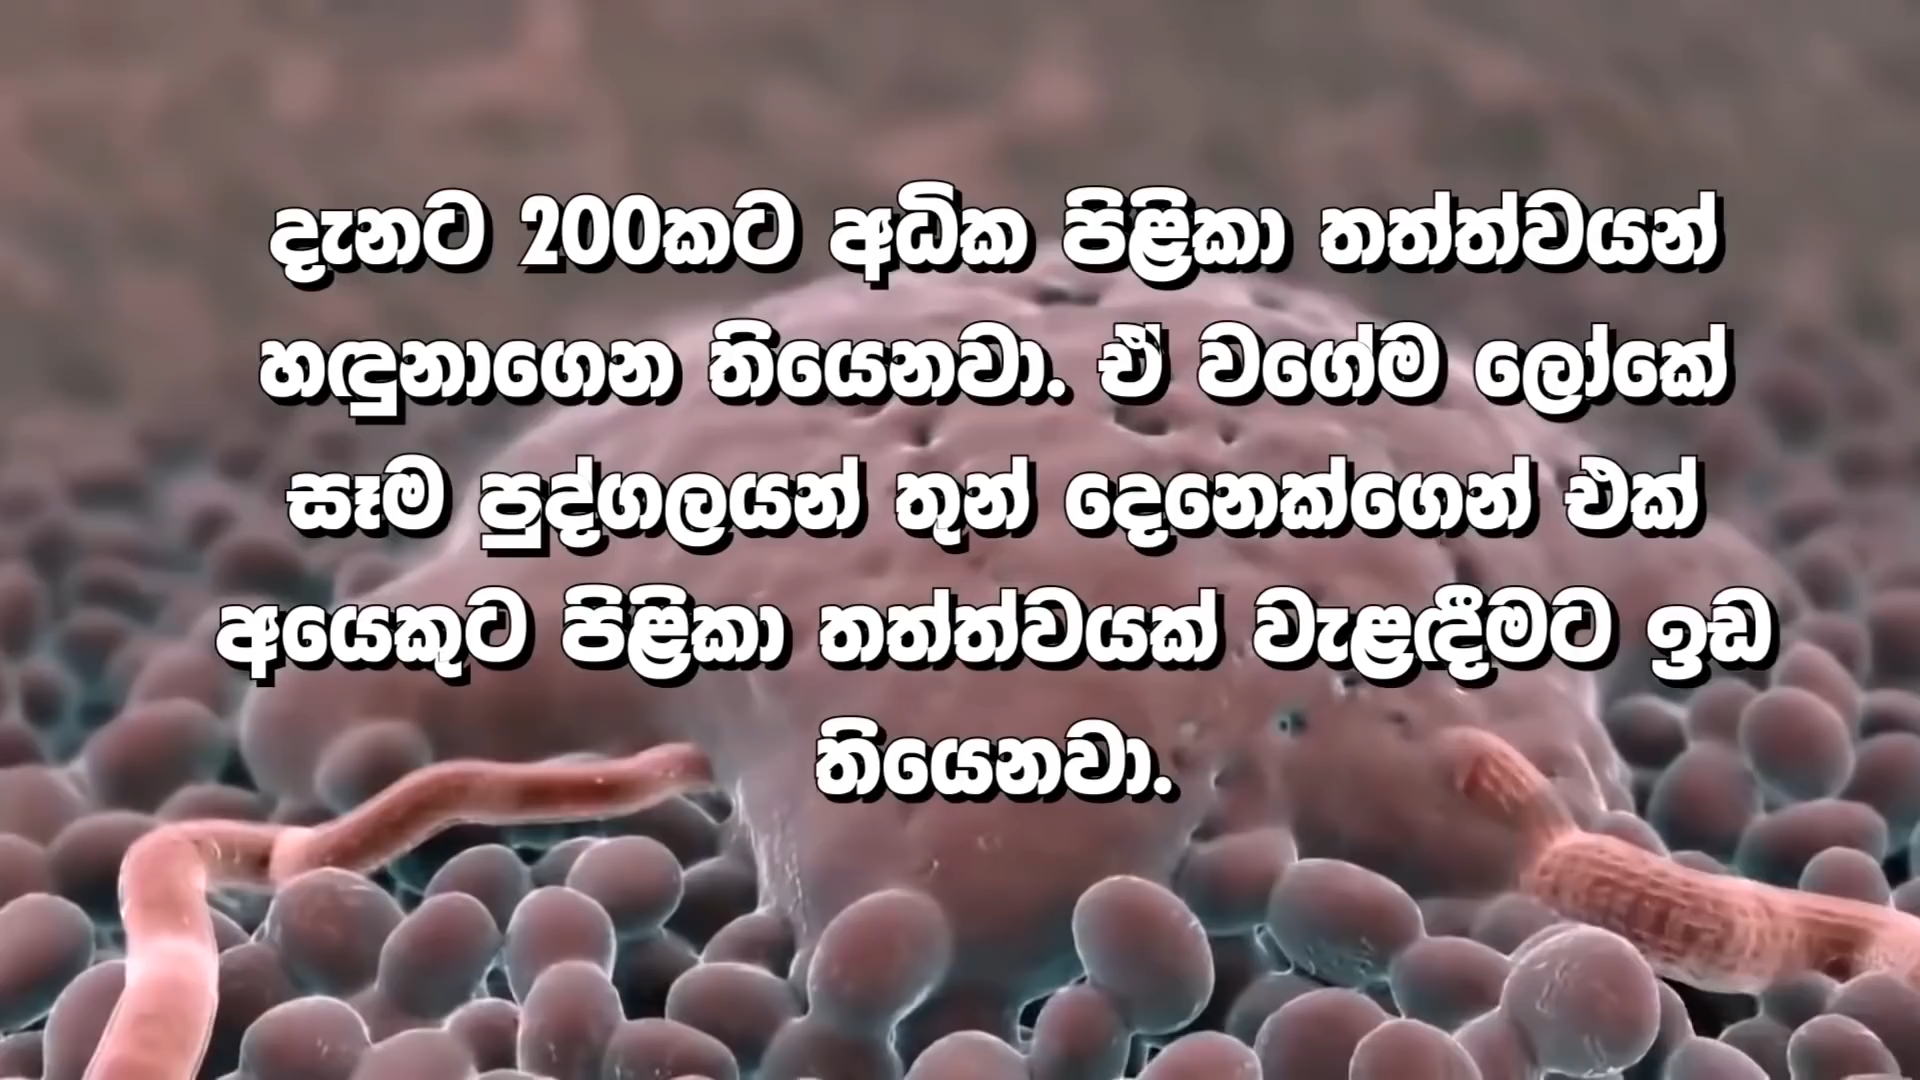 දැනට 200කට අධික පිළිකා තත්ත්වයන්
හඳුනාගෙන තියෙනවා. ඒ වගේම ලෝකේ
සෑම පුද්ගලයන් තුන් දෙනෙක්ගෙන් එක්
අයෙකුට පිළිකා තත්ත්වයක් වැළඳීමට ඉඩ
තියෙනවා.